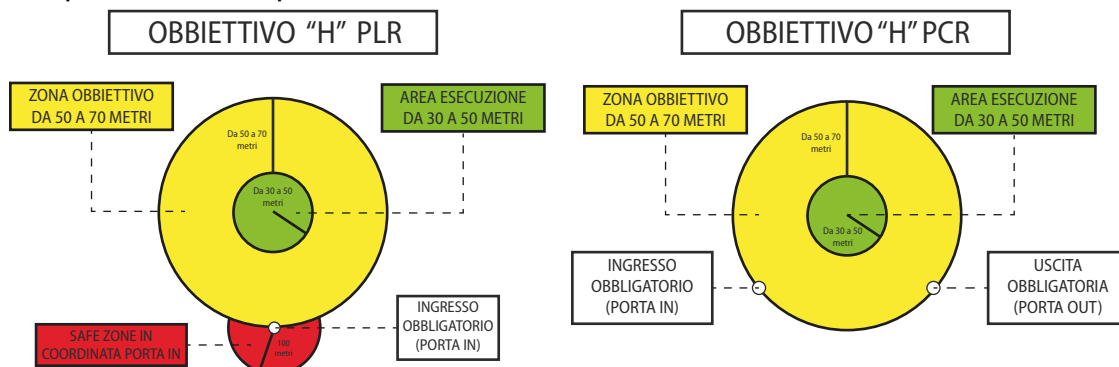 OBBIETTIVO “H” PLR
ZONA OBBIETTIVO
DA 50 A 70 METRI
AREA ESECUZIONE
DA 30 A 50 METRI
Da 50 a 70
metri
Da 30 a 50
metri
INGRESSO
OBBLIGATORIO
(PORTA IN)
SAFE ZONE IN
COORDINATA PORTA IN
100
metri
OBBIETTIVO “H” PCR
ZONA OBBIETTIVO
DA 50 A 70 METRI
AREA ESECUZIONE
DA 30 A 50 METRI
Da 50 a 70
metri
Da 30 a 50
metri
INGRESSO
OBBLIGATORIO
(PORTA IN)
USCITA
OBBLIGATORIA
(PORTA OUT)